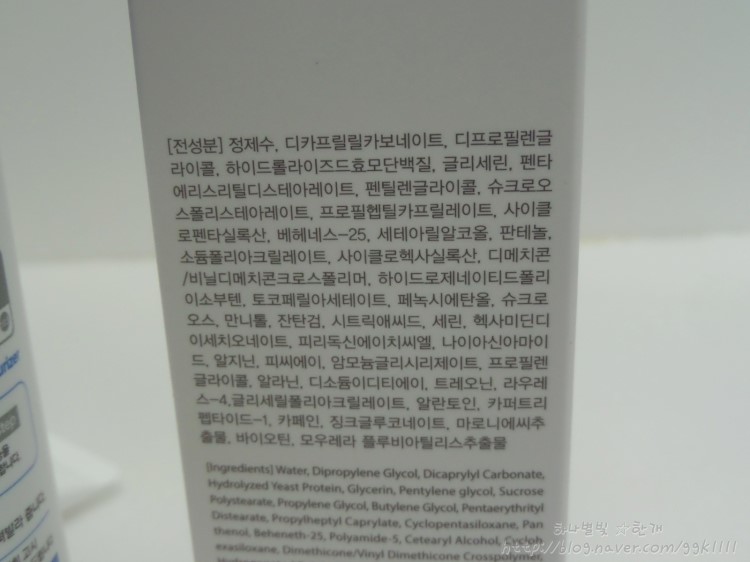 [전성분] 정제수, 디카프릴릴카보네이트, 디프로필렌글
라이콜, 하이드롤라이즈드효모단백질, 글리세린, 펜타
에리스리틸디스테아레이트, 펜틸렌글라이콜, 슈크로오
스폴리스테아레이트, 프로필헵틸카프릴레이트, 사이클
로펜타실록산, 베헤네스-25, 세테아릴알코올, 판테놀,
소듐폴리아크릴레이트, 사이클로헥사실록산, 디메치콘
/비닐디메치콘크로스폴리머, 하이드로제네이티드폴리
이소부텐, 토코페릴아세테이트, 페녹시에탄올, 슈크로
오스, 만니톨, 잔탄검, 시트릭애씨드, 세린, 헥사미딘디
이세치오네이트, 피리독신에이치씨엘, 나이아신아마이
드, 알지닌, 피씨에이, 암모늄글리시리제이트, 프로필렌
글라이콜, 알라닌, 디소듐이디티에이, 트레오닌, 라우레
스-4,글리세릴폴리아크릴레이트, 알란토인, 카퍼트리
펩타이드-1, 카페인, 징크글루코네이트, 마로니에씨추
출물, 바이오틴, 모우레라 플루비아틸리스추출물
[Ingredients] Water, Dipropylene Glycol, Dicaprylyl Carbonate,
Hydrolyzed Yeast Protein, Glycerin, Pentylene glycol, Sucrose
Polystearate, Propylene Glycol, Butylene Glycol, Pentaerythrityl
Distearate, Propylheptyl Caprylate, Cyclopentasiloxane, Pan
thenol, Beheneth-25, Polyamide-5, Cetearyl Alcohol, Cycloh
exasiloxane, Dimethicone/Vinyl Dimethicone Crosspolymer,
하나별빛 ☆한개
http://blog.naver.com/ggk1111